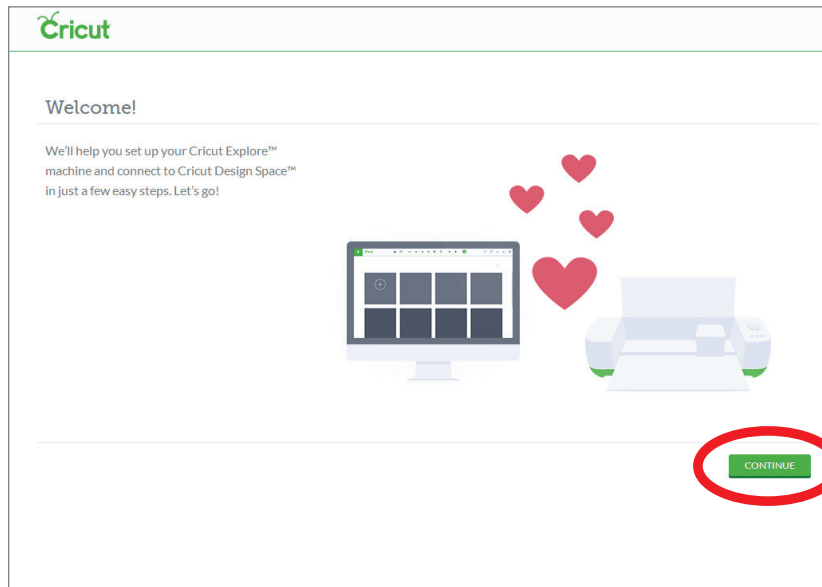 Cricut
Welcome!
We'll help you set up your Cricut Explore™
machine and connect to Cricut Design Space™
in just a few easy steps. Let's go!
CONTINUE